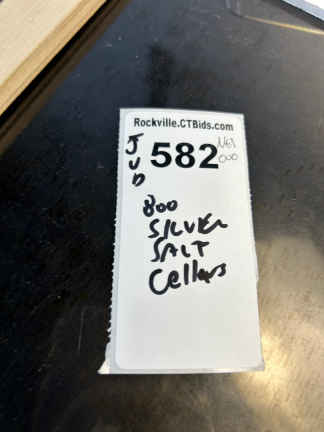 Rockville.CTBids.com
JUD
582
800
SILVER
SALT
Cellars